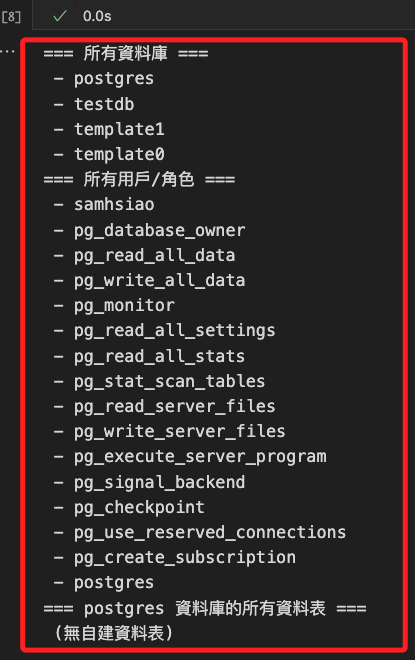 [8]
✓ 0.0s
...
=== 所有資料庫 ===
- postgres
- testdb
- template1
- template0
=== 所有用戶/角色 ===
- samhsiao
- pg_database_owner
- pg_read_all_data
- pg_write_all_data
- pg_monitor
- pg_read_all_settings
- pg_read_all_stats
- pg_stat_scan_tables
- pg_read_server_files
- pg_write_server_files
- pg_execute_server_program
- pg_signal_backend
- pg_checkpoint
- pg_use_reserved_connections
- pg_create_subscription
- postgres
=== postgres 資料庫的所有資料表 ===
(無自建資料表)